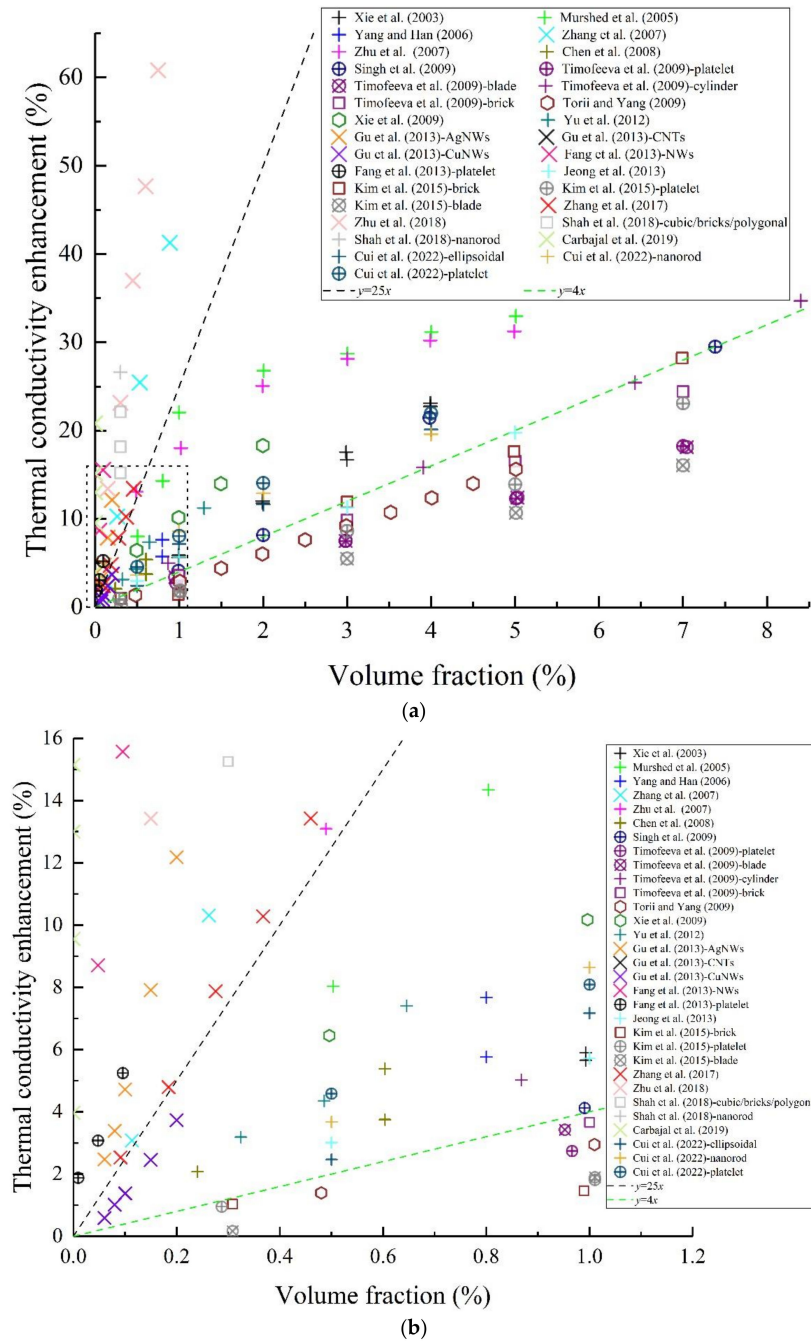 Xie et al. (2003) Murshed et al. (2005)
Yang and Han (2006) Zhang et al. (2007)
Zhu et al. (2007) Chen et al. (2008)
Singh et al. (2009) Timofeeva et al. (2009)-platelet
Timofeeva et al. (2009)-blade Timofeeva et al. (2009)-cylinder
Timofeeva et al. (2009)-brick Torii and Yang (2009)
Xie et al. (2009) Yu et al. (2012)
Gu et al. (2013)-AgNWs Gu et al. (2013)-CNTs
Gu et al. (2013)-CuNWs Fang et al. (2013)-NWs
Fang et al. (2013)-platelet Jeong et al. (2013)
Kim et al. (2015)-brick Kim et al. (2015)-platelet
Kim et al. (2015)-blade Zhang et al. (2017)
Zhu et al. (2018) Shah et al. (2018)-cubic/bricks/polygonal
Shah et al. (2018)-nanorod Carbajal et al. (2019)
Cui et al. (2022)-ellipsoidal Cui et al. (2022)-nanorod
Cui et al. (2022)-platelet
y=25x y=4x
Thermal conductivity enhancement (%)
60
50
40
30
20
10
0
0 1 2 3 4 5 6 7 8
Volume fraction (%)
(a)
Xie et al. (2003)
Murshed et al. (2005)
Yang and Han (2006)
Zhang et al. (2007)
Zhu et al. (2007)
Chen et al. (2008)
Singh et al. (2009)
Timofeeva et al. (2009)-platelet
Timofeeva et al. (2009)-blade
Timofeeva et al. (2009)-cylinder
Timofeeva et al. (2009)-brick
Torii and Yang (2009)
Xie et al. (2009)
Yu et al. (2012)
Gu et al. (2013)-AgNWs
Gu et al. (2013)-CNTs
Gu et al. (2013)-CuNWs
Fang et al. (2013)-NWs
Fang et al. (2013)-platelet
Jeong et al. (2013)
Kim et al. (2015)-brick
Kim et al. (2015)-platelet
Kim et al. (2015)-blade
Zhang et al. (2017)
Zhu et al. (2018)
Shah et al. (2018)-cubic/bricks/polygon
Shah et al. (2018)-nanorod
Carbajal et al. (2019)
Cui et al. (2022)-ellipsoidal
Cui et al. (2022)-nanorod
Cui et al. (2022)-platelet
y=25x
y=4x
Thermal conductivity enhancement (%)
16
14
12
10
8
6
4
2
0
0.0 0.2 0.4 0.6 0.8 1.0 1.2
Volume fraction (%)
(b)